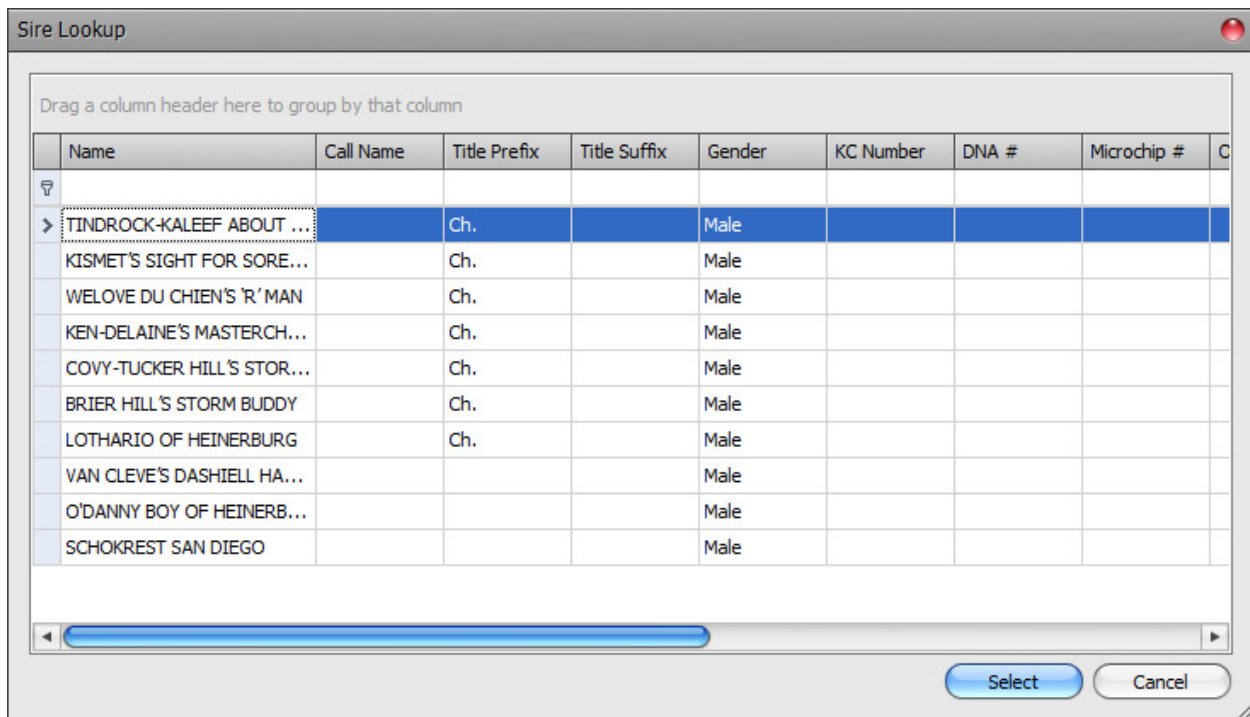 Sire Lookup
Drag a column header here to group by that column
Name Call Name Title Prefix Title Suffix Gender KC Number DNA # Microchip #
TINDROCK-KALEEF ABOUT ... Ch. Male
KISMET'S SIGHT FOR SORE... Ch. Male
WELOVE DU CHIEN'S 'R' MAN Ch. Male
KEN-DELAINE'S MASTERCH... Ch. Male
COVY-TUCKER HILL'S STOR... Ch. Male
BRIER HILL'S STORM BUDDY Ch. Male
LOTHARIO OF HEINERBURG Ch. Male
VAN CLEVE'S DASHIELL HA... Male
O'DANNY BOY OF HEINERB... Male
SCHOKREST SAN DIEGO Male
Select Cancel